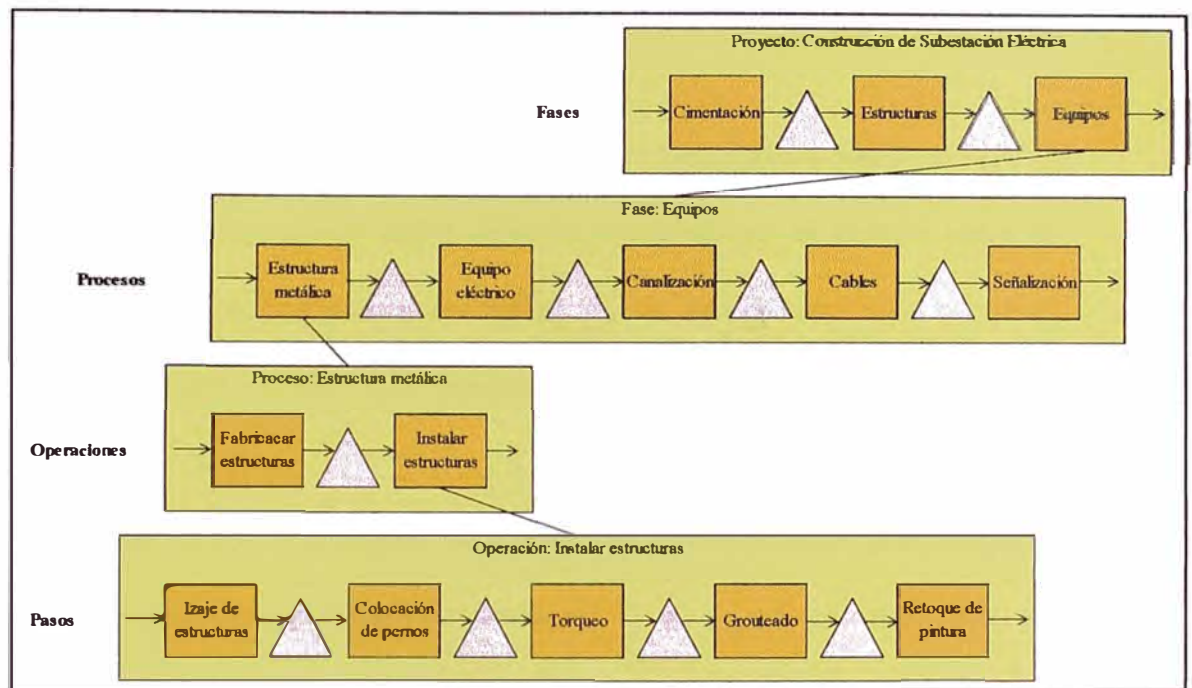 Proyecto: Construcción de Subestación Eléctrica
Fases
Cimentación
Estructuras
Equipos
Fase: Equipos
Procesos
Estructura
metálica
Equipo
eléctrico
Canalización
Cables
Señalización
Proceso: Estructura metálica
Operaciones
Fabricacar
estructuras
Instalar
estructuras
Operación: Instalar estructuras
Pasos
Izaje de
estructuras
Colocación
de pernos
Torqueo
Grouteado
Retoque de
pintura